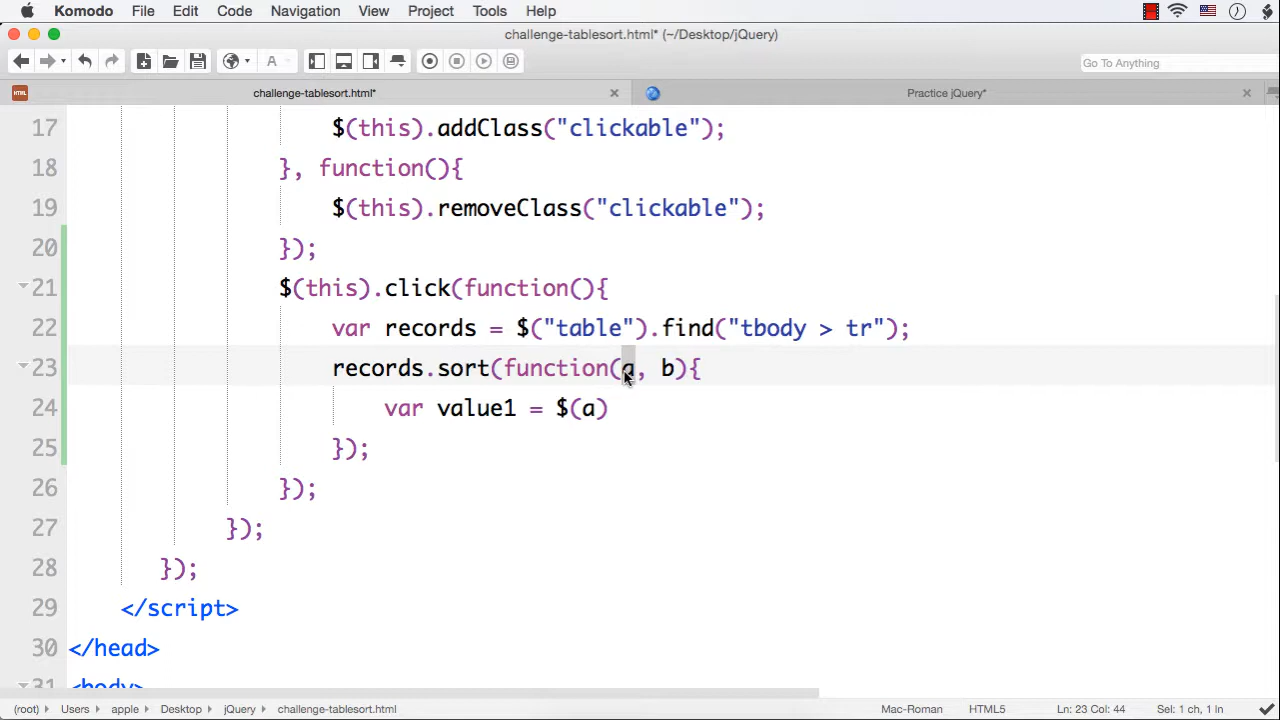 Komodo File Edit Code Navigation View Project Tools Help
challenge-tablesort.html* (~/Desktop/jQuery)
Go To Anything
challenge-tablesort.html* Practice jQuery*
17 $(this).addClass("clickable");
18 }, function(){
19 $(this).removeClass("clickable");
20 });
21 $(this).click(function(){
22 var records = $("table").find("tbody > tr");
23 records.sort(function(a, b){
24 var value1 = $(a)
25 });
26 });
27 });
28 });
29 </script>
30 </head>
31 <body>
(root) Users apple Desktop jQuery challenge-tablesort.html Mac-Roman HTML5 Ln: 23 Col: 44 Sel: 1 ch, 1 ln